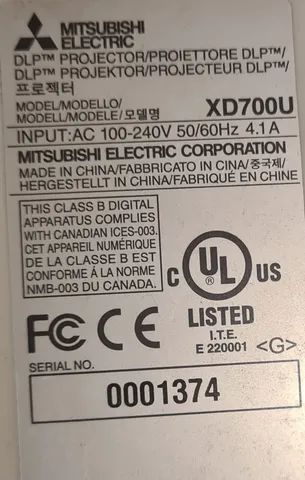 MITSUBISHI
ELECTRIC
DLP™ PROJECTOR/PROIETTORE DLP™/
DLP™ PROJEKTOR/PROJECTEUR DLP™/
프로젝터
MODEL/MODELLO/
MODELL/MODELE/모델명 XD700U
INPUT:AC 100-240V 50/60Hz 4.1A
MITSUBISHI ELECTRIC CORPORATION
MADE IN CHINA/FABBRICATO IN CINA/중국제/
HERGESTELLT IN CHINA/FABRIQUÉ EN CHINE
THIS CLASS B DIGITAL
APPARATUS COMPLIES
WITH CANADIAN ICES-003.
CET APPAREIL NUMÉRIQUE
DE LA CLASSE B EST
CONFORME Á LA NORME
NMB-003 DU CANADA.
C UL ® US
LISTED
I.T.E.
E 220001 <G>
FC CE
SERIAL NO.
0001374